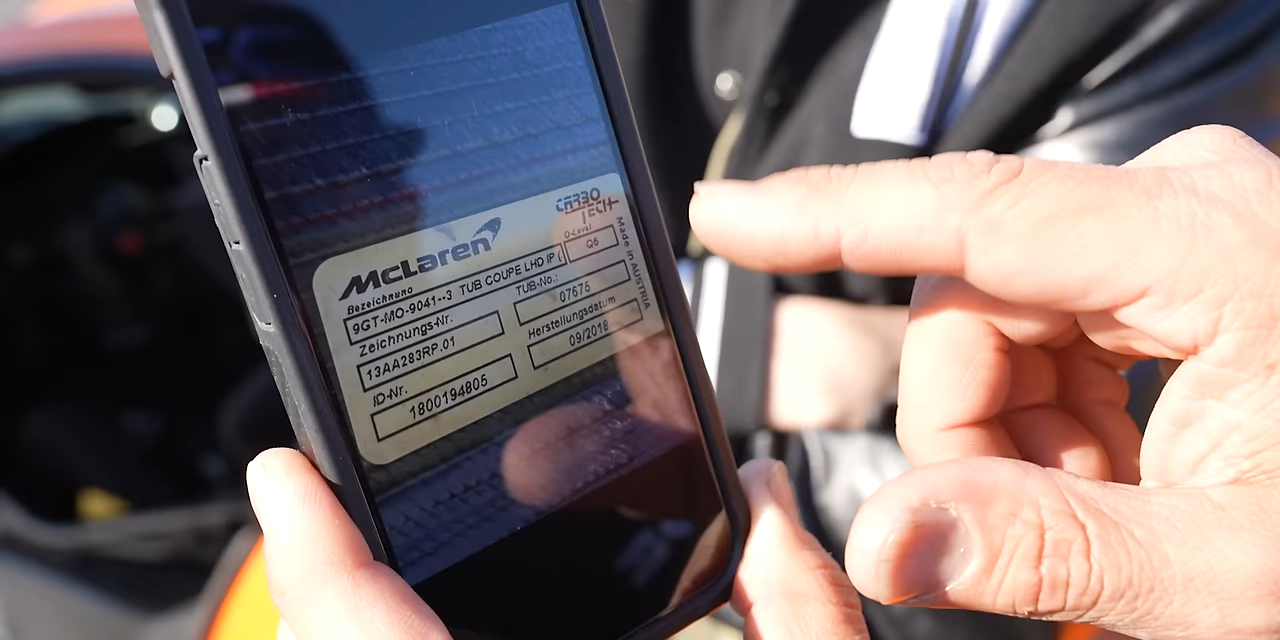 McLaren
CARBO
TECH
Bezeichnung
Q-Level
9GT-MO-9041--3 TUB COUPE LHD IP (
Q6
Zeichnungs-Nr.
TUB-No.:
13AA283RP.01
07675
ID-Nr.
Herstellungsdatum
1800194805
09/2018
Made in AUSTRIA